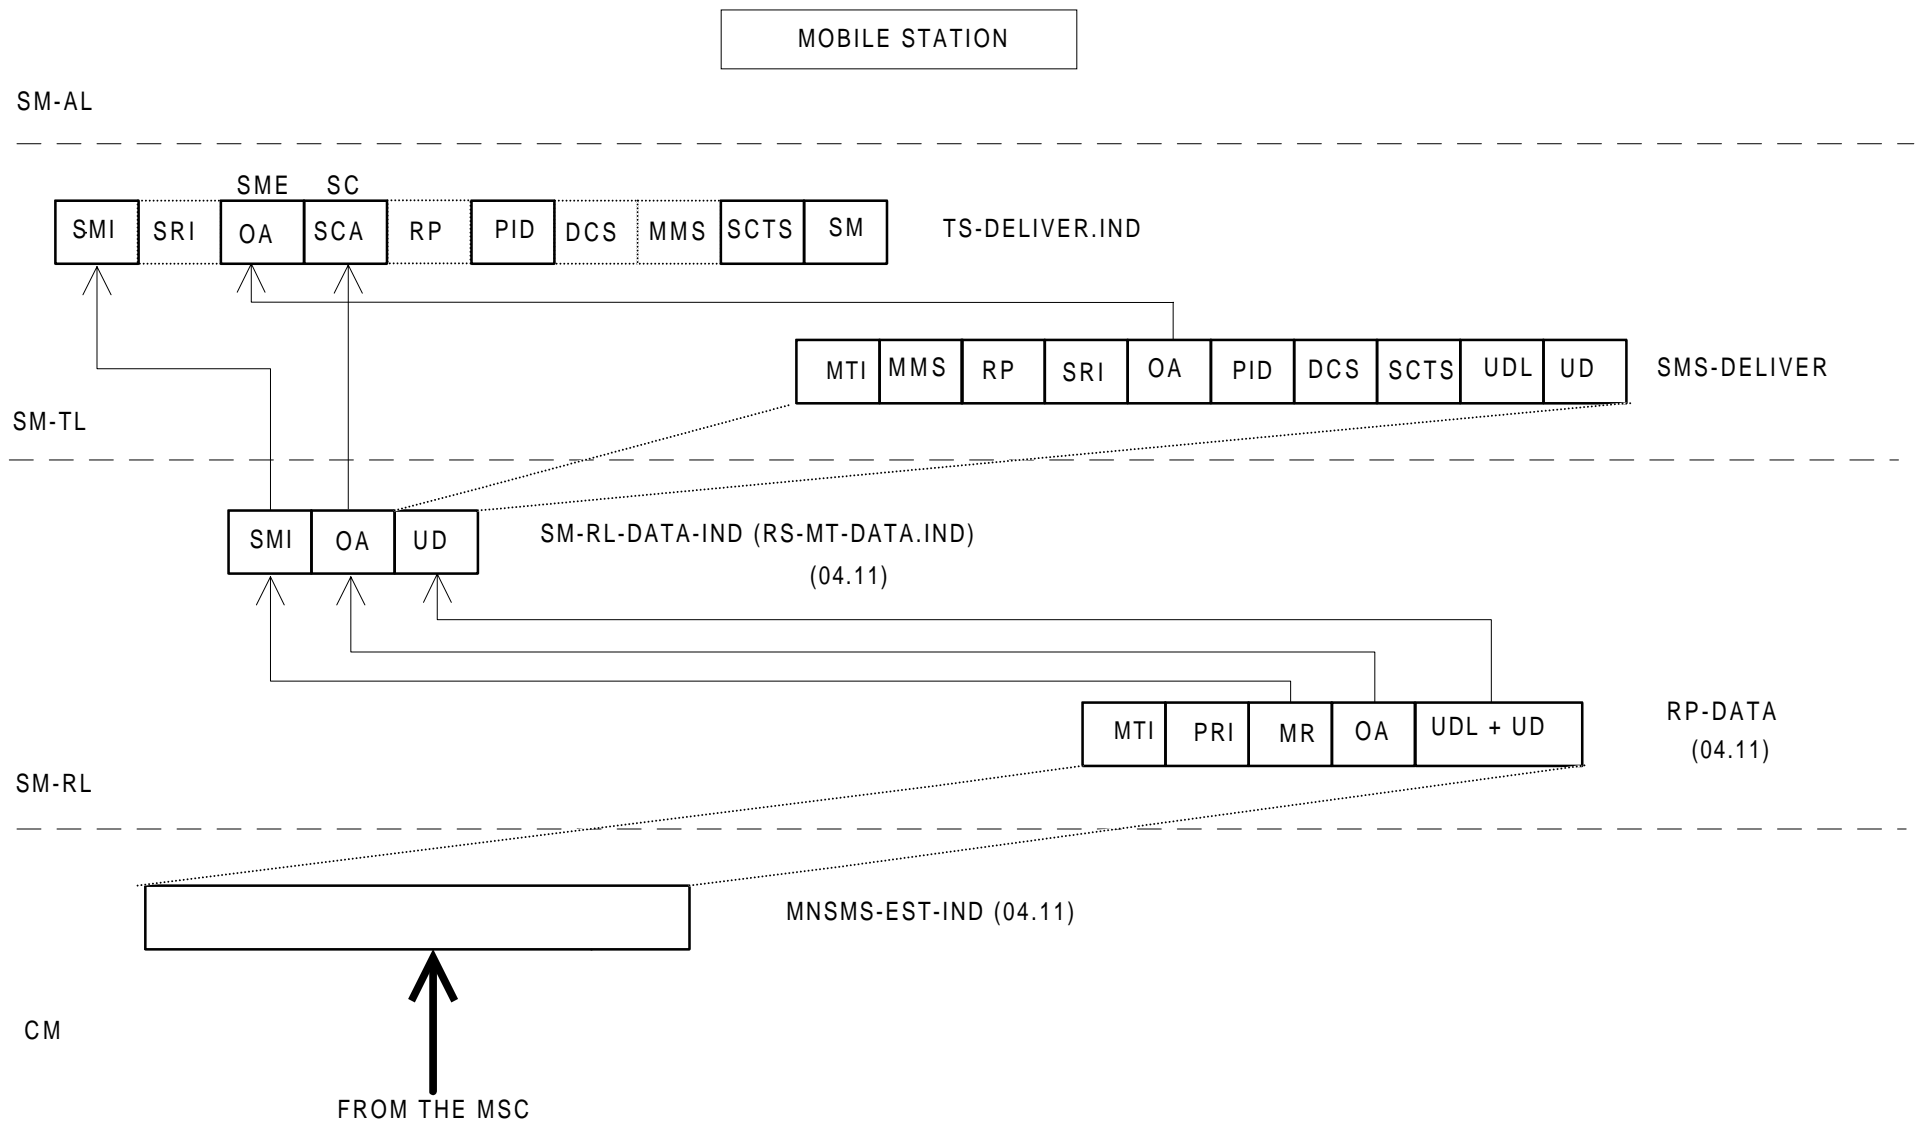 MOBILE STATION
SM-AL
SME SC
SMI SRI OA SCA RP PID DCS MMS SCTS SM TS-DELIVER.IND
MTI MMS RP SRI OA PID DCS SCTS UDL UD SMS-DELIVER
SM-TL
SMI OA UD SM-RL-DATA-IND (RS-MT-DATA.IND)
(04.11)
MTI PRI MR OA UDL + UD RP-DATA
(04.11)
SM-RL
MNSMS-EST-IND (04.11)
CM
FROM THE MSC